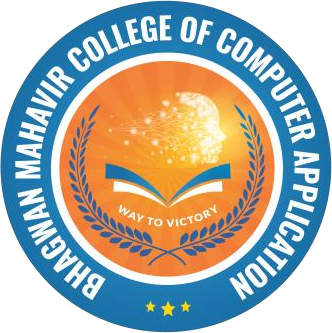 BHAGWAN MAHAVIR COLLEGE OF COMPUTER APPLICATION
WAY TO VICTORY